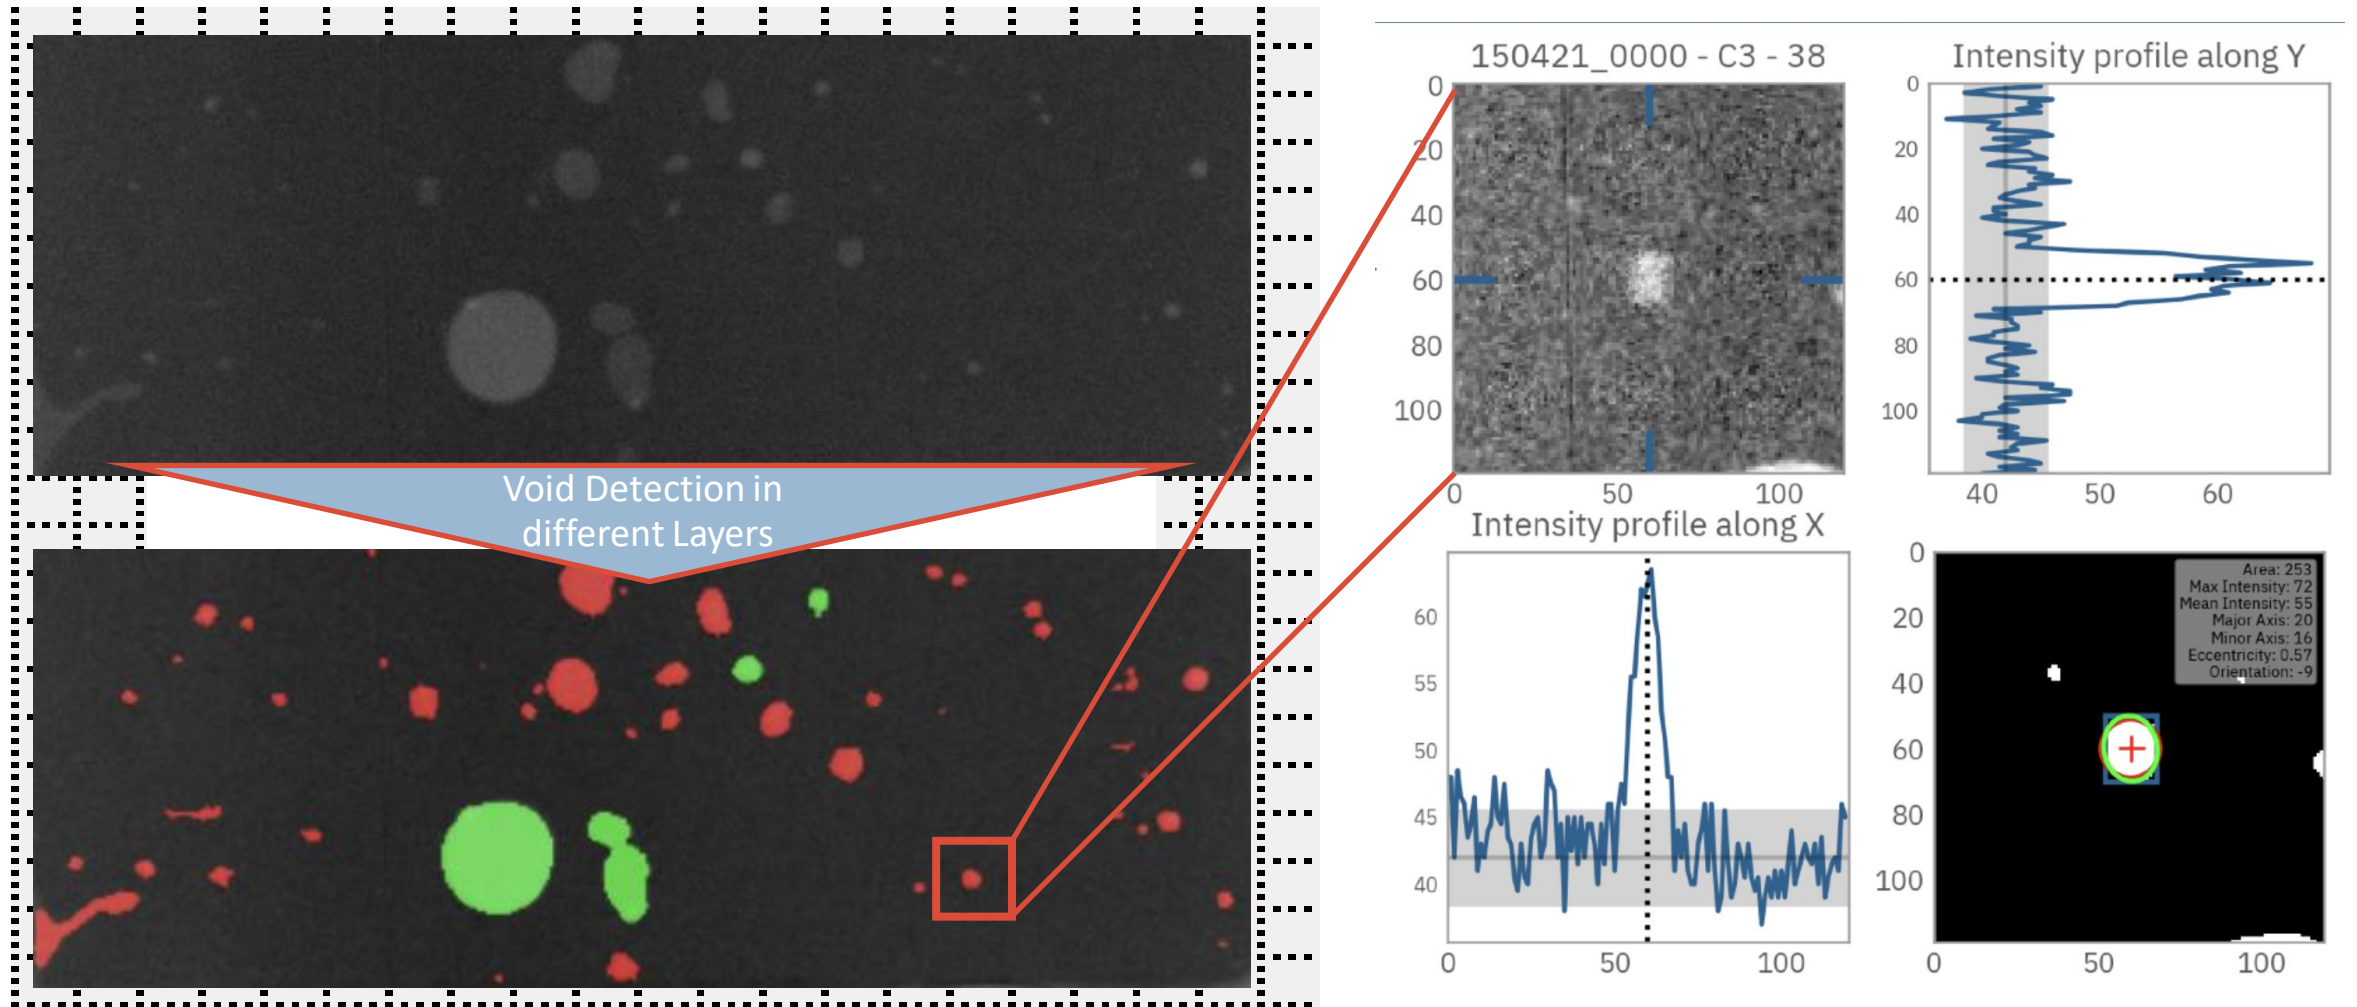 Void Detection in
different Layers
150421_0000 - C3 - 38
0
20
40
60
80
100
0
50
100
Intensity profile along Y
0
20
40
60
80
100
40
50
60
Intensity profile along X
60
55
50
45
40
0
50
100
0
20
40
60
80
100
0
50
100
Area: 253
Max Intensity: 72
Mean Intensity: 55
Major Axis: 20
Minor Axis: 16
Eccentricity: 0.57
Orientation: -9